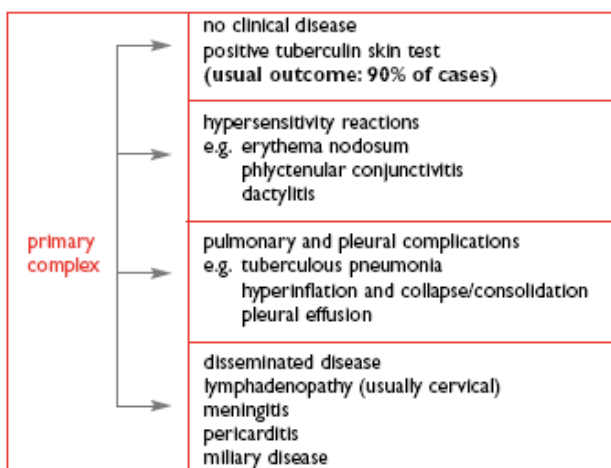 no clinical disease
positive tuberculin skin test
(usual outcome: 90% of cases)
hypersensitivity reactions
e.g. erythema nodosum
phlyctenular conjunctivitis
dactylitis
primary
complex
pulmonary and pleural complications
e.g. tuberculous pneumonia
hyperinflation and collapse/consolidation
pleural effusion
disseminated disease
lymphadenopathy (usually cervical)
meningitis
pericarditis
miliary disease